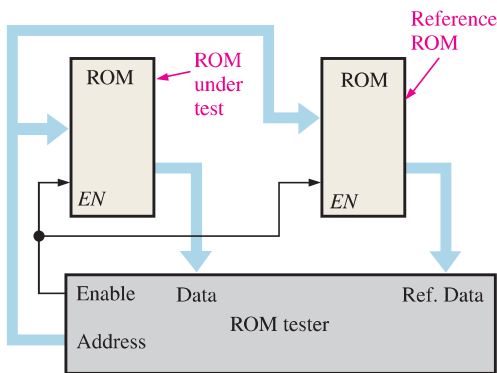 Reference
ROM
ROM
under
test
ROM
ROM
EN
EN
Enable
Data
Ref. Data
ROM tester
Address